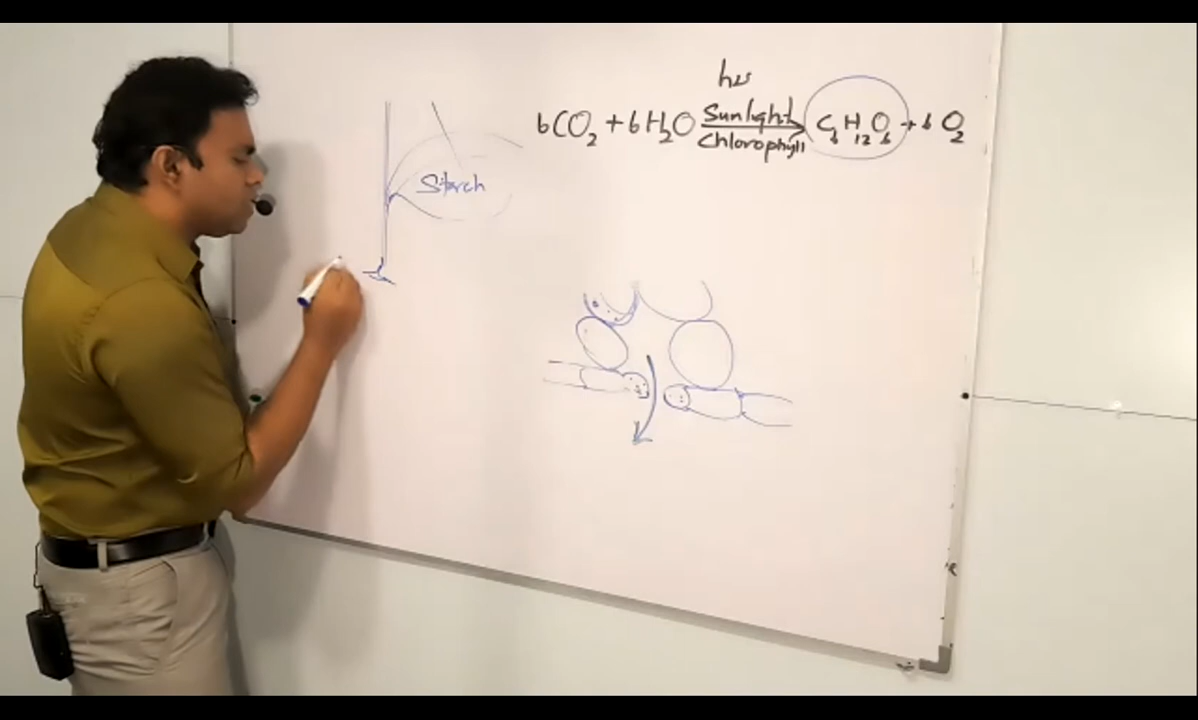 hν
6CO₂ + 6H₂O Sunlight Chlorophyll → C₆H₁₂O₆ + 6O₂
Starch